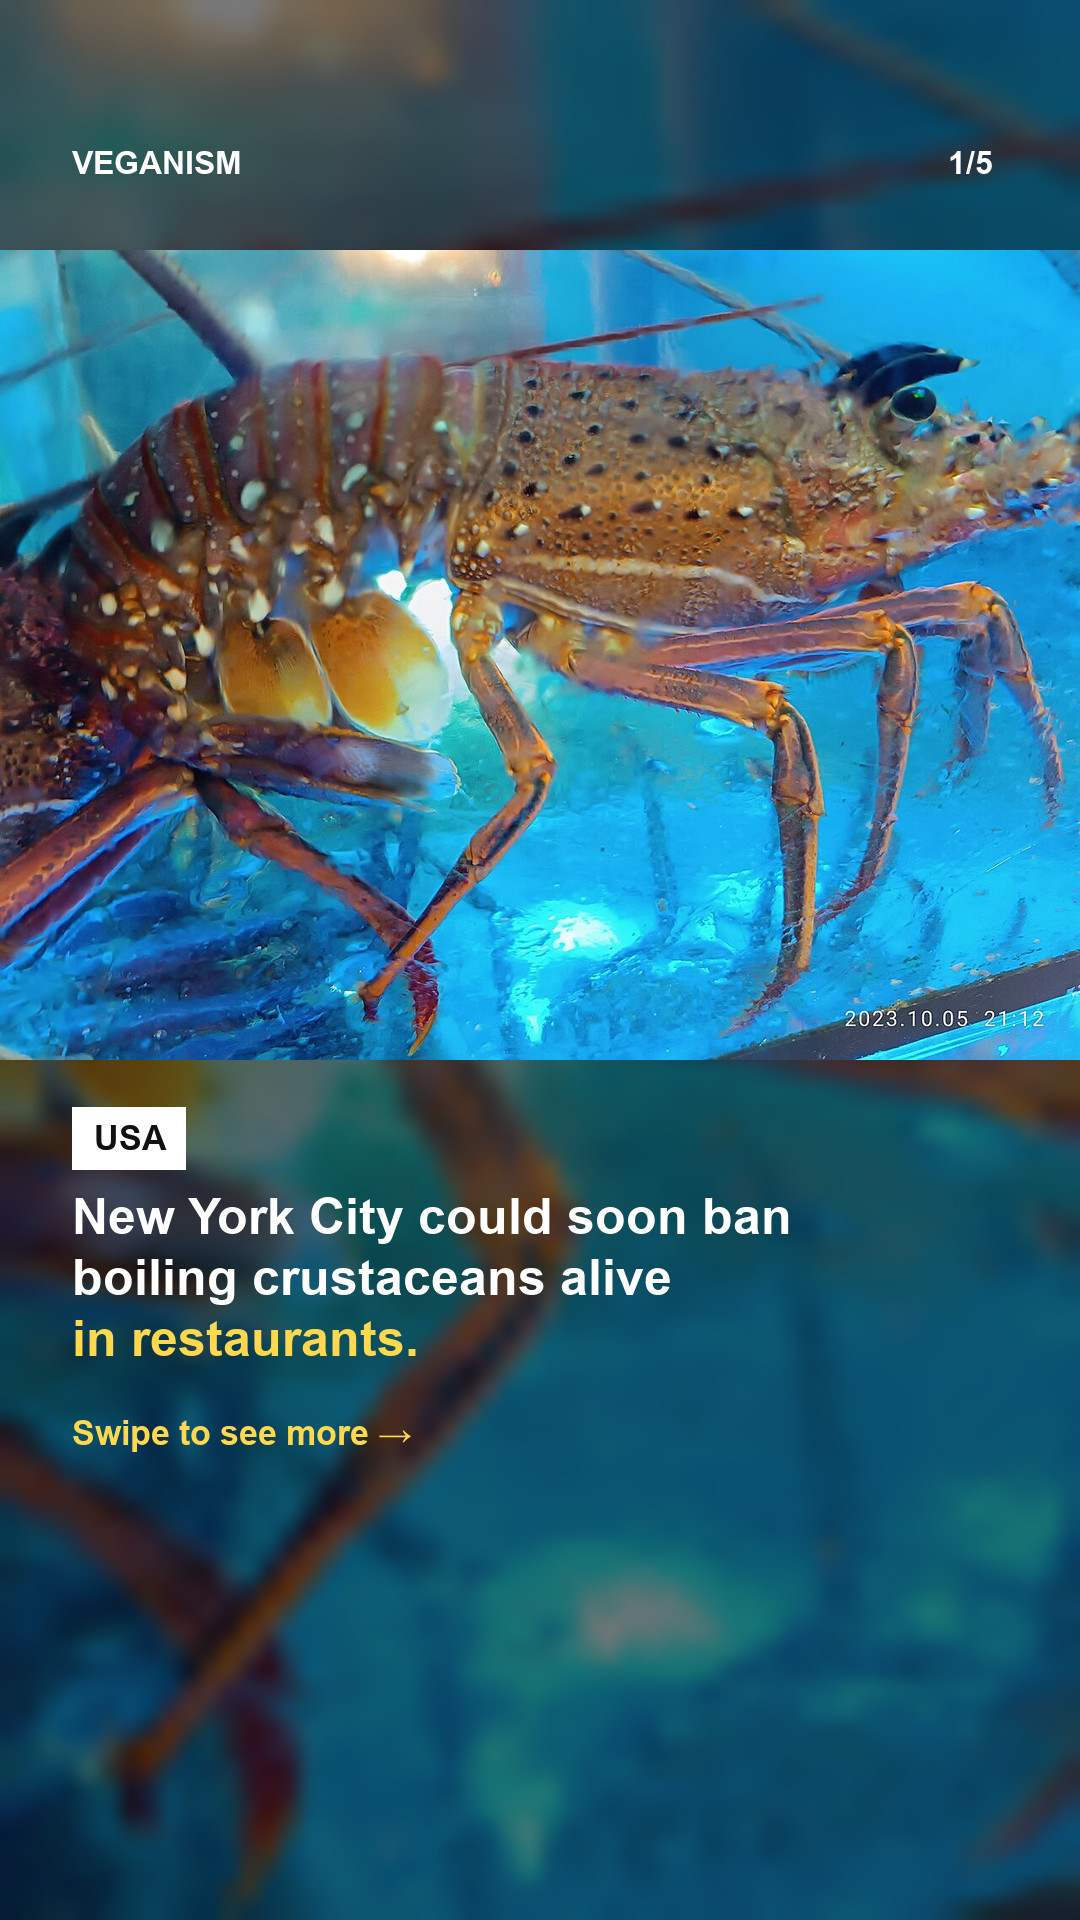 VEGANISM
1/5
2023.10.05 21:12
USA
New York City could soon ban
boiling crustaceans alive
in restaurants.
Swipe to see more →